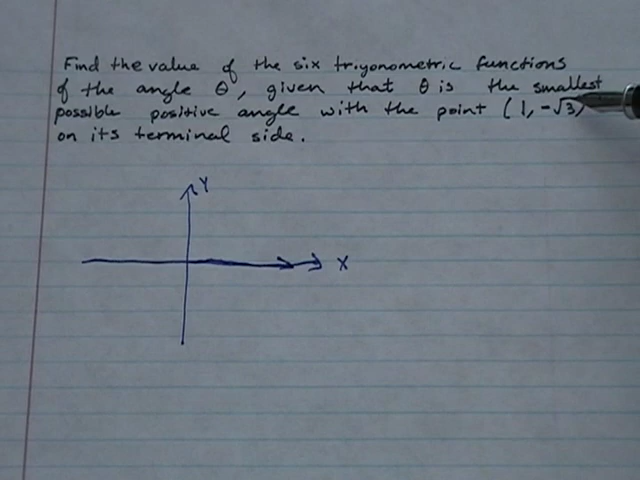 Find the value of the six trigonometric functions
of the angle θ, given that θ is the smallest
possible positive angle with the point (1, -√3)
on its terminal side.
Y
X